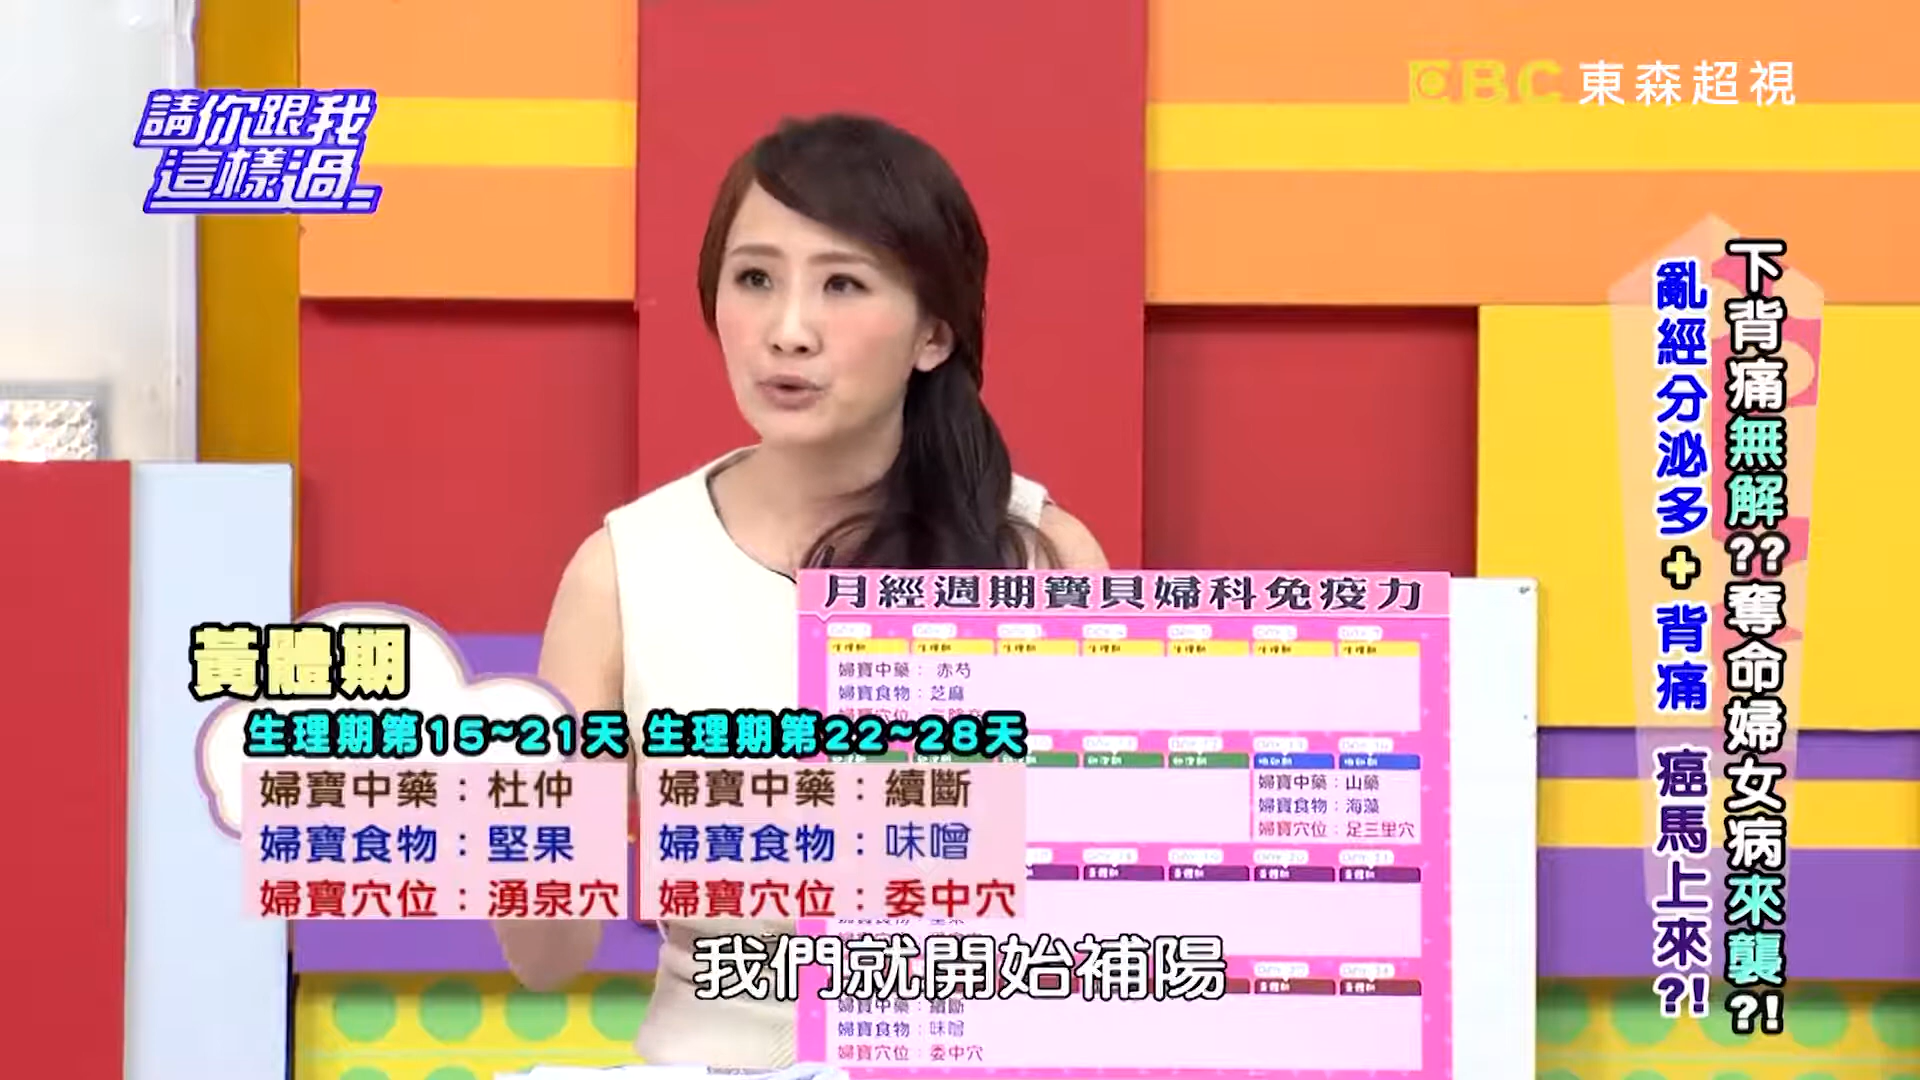 請你跟我
這樣過
EBC 東森超視
下背痛無解??奪命婦女病來襲?!
亂經分泌多+背痛 癌馬上來?!
月經週期寶貝婦科免疫力
婦寶中藥：赤芍
婦寶食物：芝麻
婦寶中藥：山藥
婦寶食物：海藻
婦寶穴位：足三里穴
黃體期
生理期第15~21天
婦寶中藥：杜仲
婦寶食物：堅果
婦寶穴位：湧泉穴
生理期第22~28天
婦寶中藥：續斷
婦寶食物：味噌
婦寶穴位：委中穴
婦寶中藥：續斷
婦寶食物：味噌
婦寶穴位：委中穴
我們就開始補陽